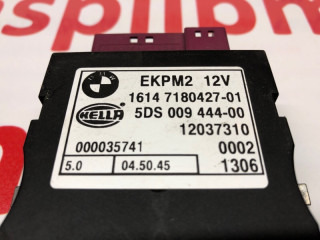 aspilbm
EKPM2 12V
1614 7180427-01
HELLA
5DS 009 444-00
12037310
000035741 0002
5.0 04.50.45 1306